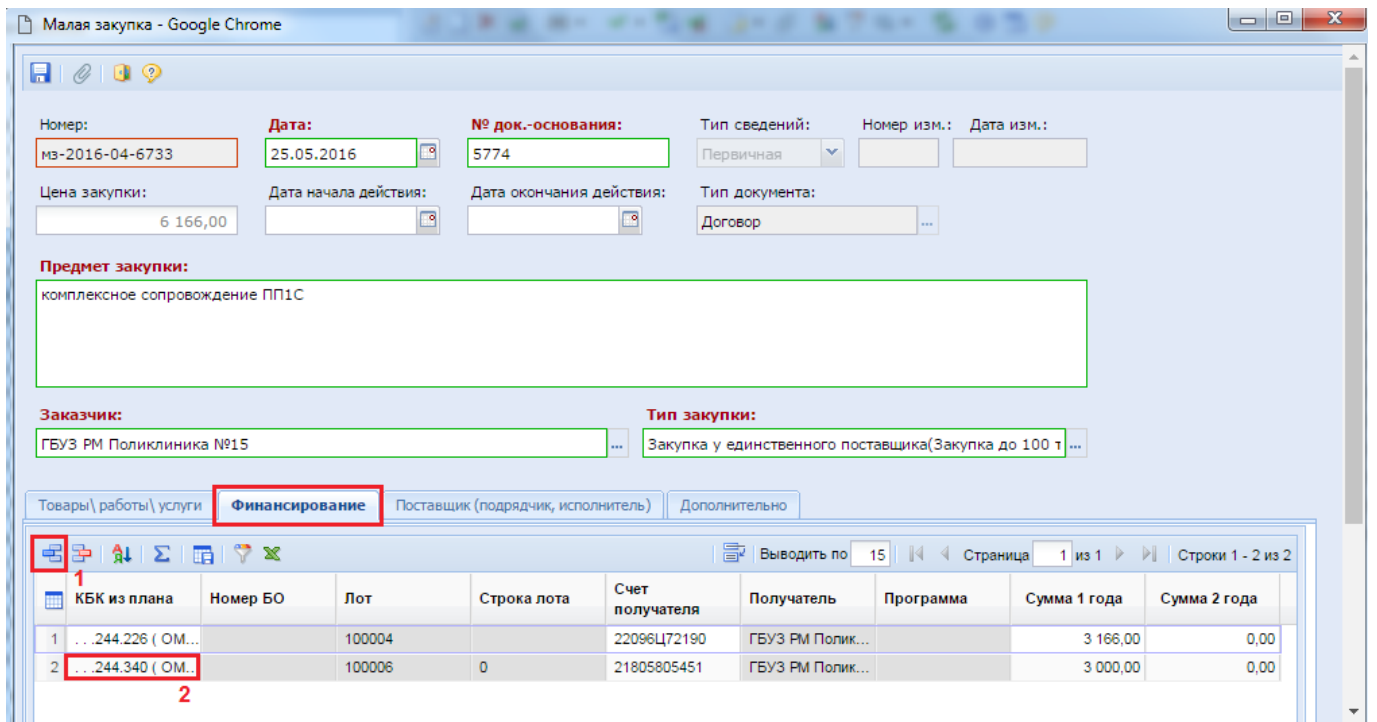 Малая закупка - Google Chrome
Номер: Дата: № док.-основания: Тип сведений: Номер изм.: Дата изм.:
мз-2016-04-6733 25.05.2016 5774 Первичная
Цена закупки: Дата начала действия: Дата окончания действия: Тип документа:
6 166,00 Договор ...
Предмет закупки:
комплексное сопровождение ПП1С
Заказчик: Тип закупки:
ГБУЗ РМ Поликлиника №15 ... Закупка у единственного поставщика(Закупка до 100 т ...
Товары\ работы\ услуги Финансирование Поставщик (подрядчик, исполнитель) Дополнительно
Выводить по 15 Страница 1 из 1 Строки 1 - 2 из 2
1
КБК из плана Номер БО Лот Строка лота Счет получателя Получатель Программа Сумма 1 года Сумма 2 года
1 . . .244.226 ( ОМ... 100004 22096Ц72190 ГБУЗ РМ Полик... 3 166,00 0,00
2 . . .244.340 ( ОМ... 100006 0 21805805451 ГБУЗ РМ Полик... 3 000,00 0,00
2